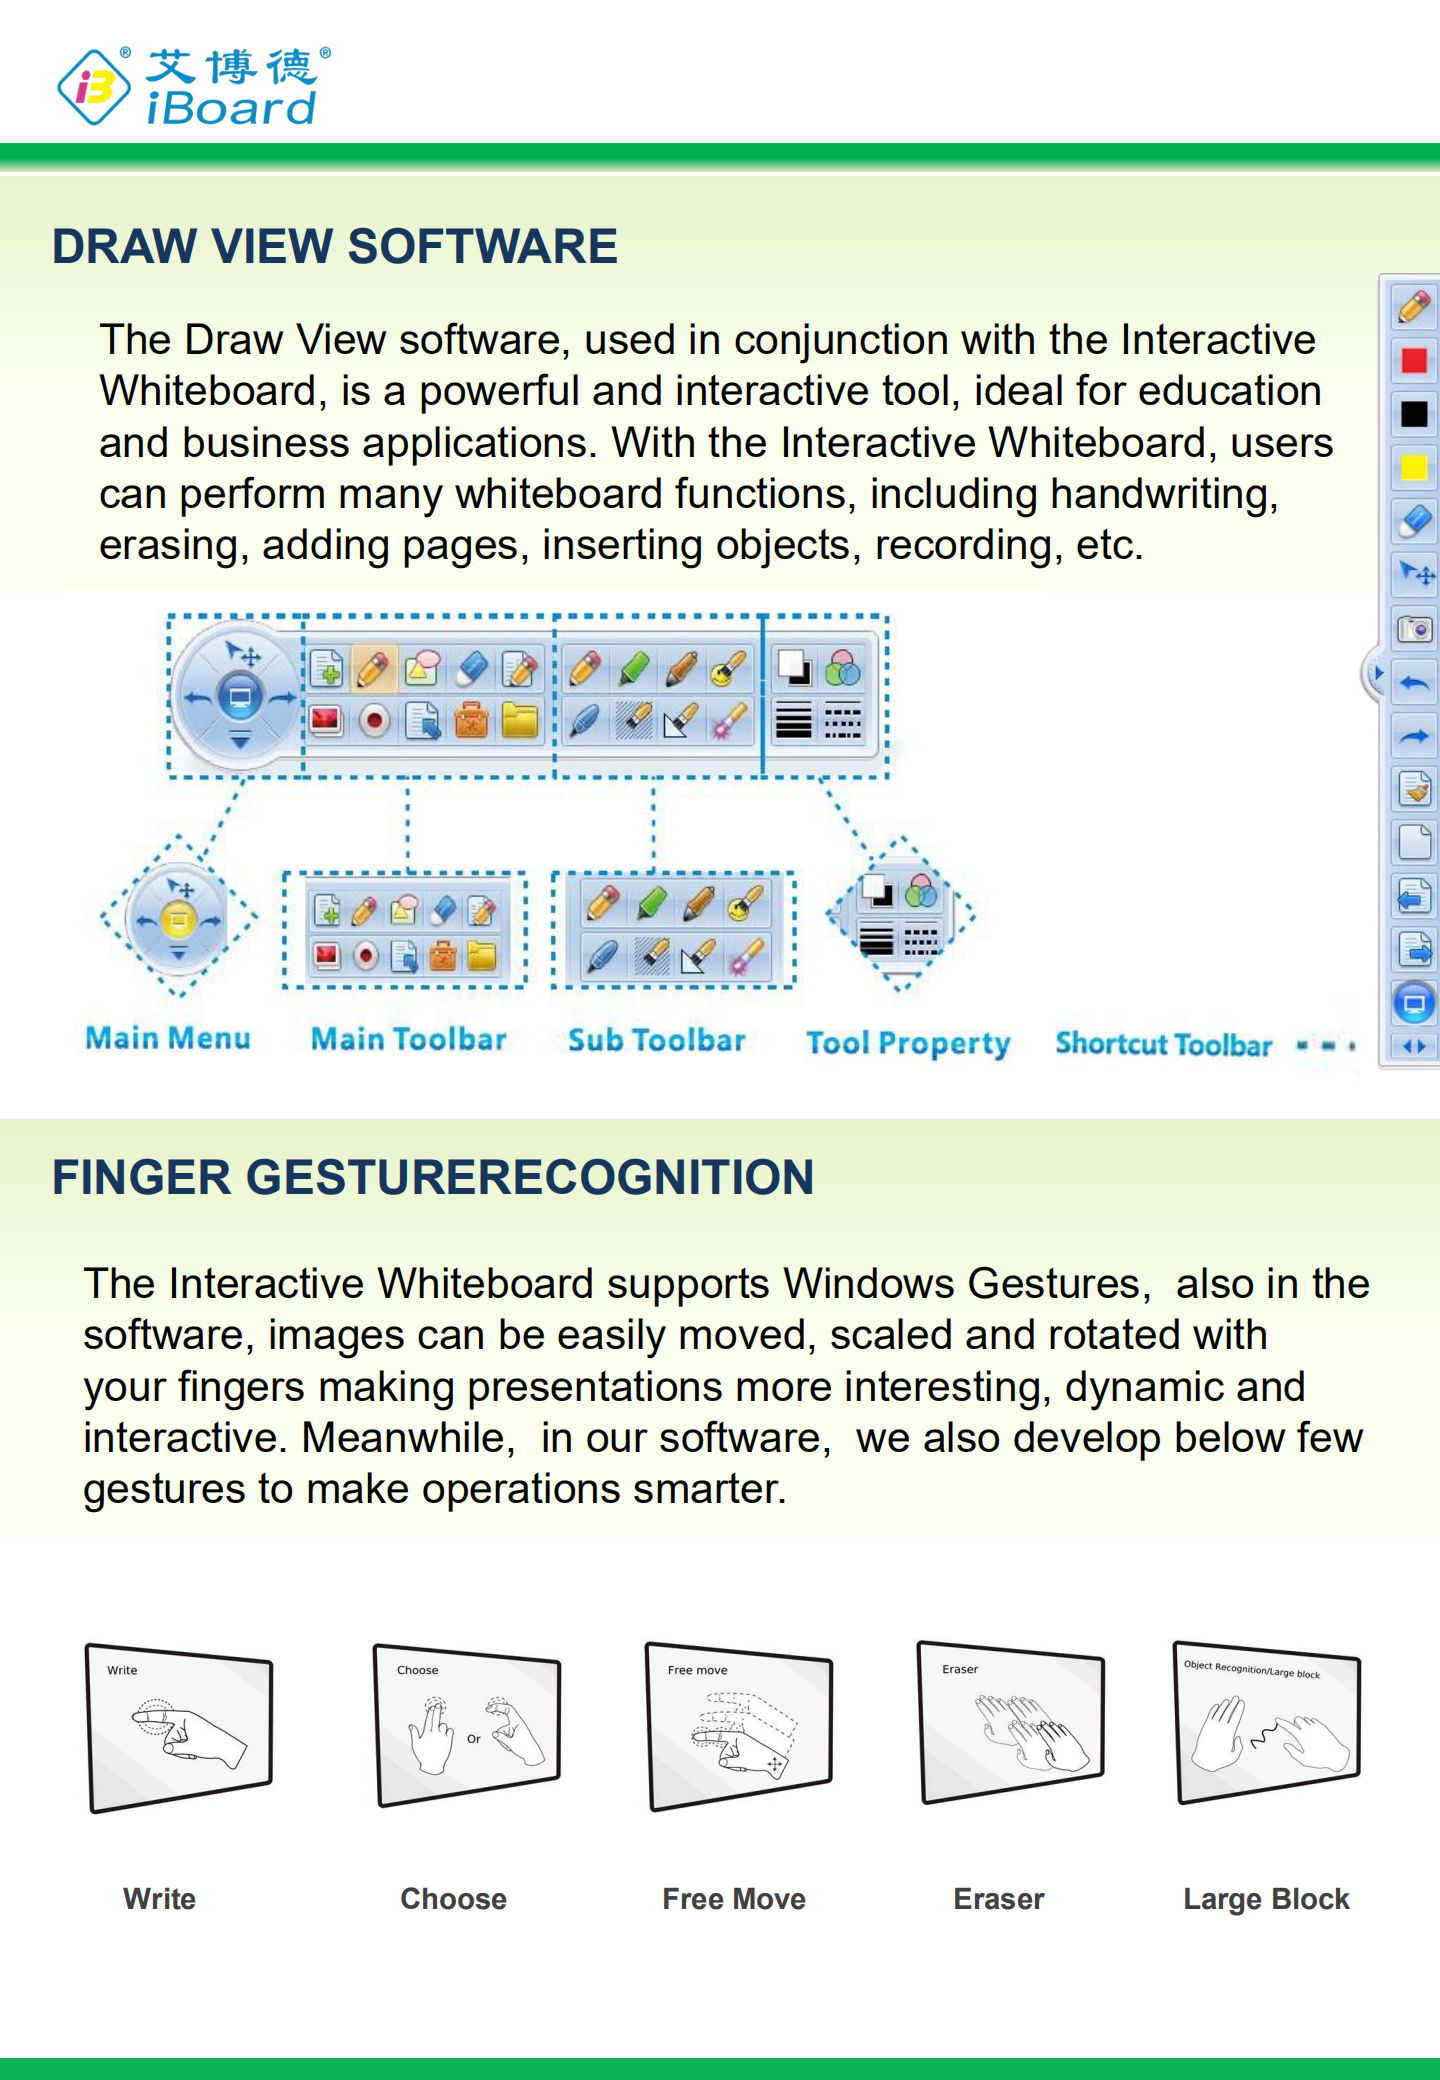 iB® 艾博德®
iBoard
DRAW VIEW SOFTWARE
The Draw View software, used in conjunction with the Interactive
Whiteboard, is a powerful and interactive tool, ideal for education
and business applications. With the Interactive Whiteboard, users
can perform many whiteboard functions, including handwriting,
erasing, adding pages, inserting objects, recording, etc.
Main Menu
Main Toolbar
Sub Toolbar
Tool Property
Shortcut Toolbar
FINGER GESTURERECOGNITION
The Interactive Whiteboard supports Windows Gestures, also in the
software, images can be easily moved, scaled and rotated with
your fingers making presentations more interesting, dynamic and
interactive. Meanwhile, in our software, we also develop below few
gestures to make operations smarter.
Write
Choose
Or
Free move
Eraser
Object Recognition/Large block
Write
Choose
Free Move
Eraser
Large Block